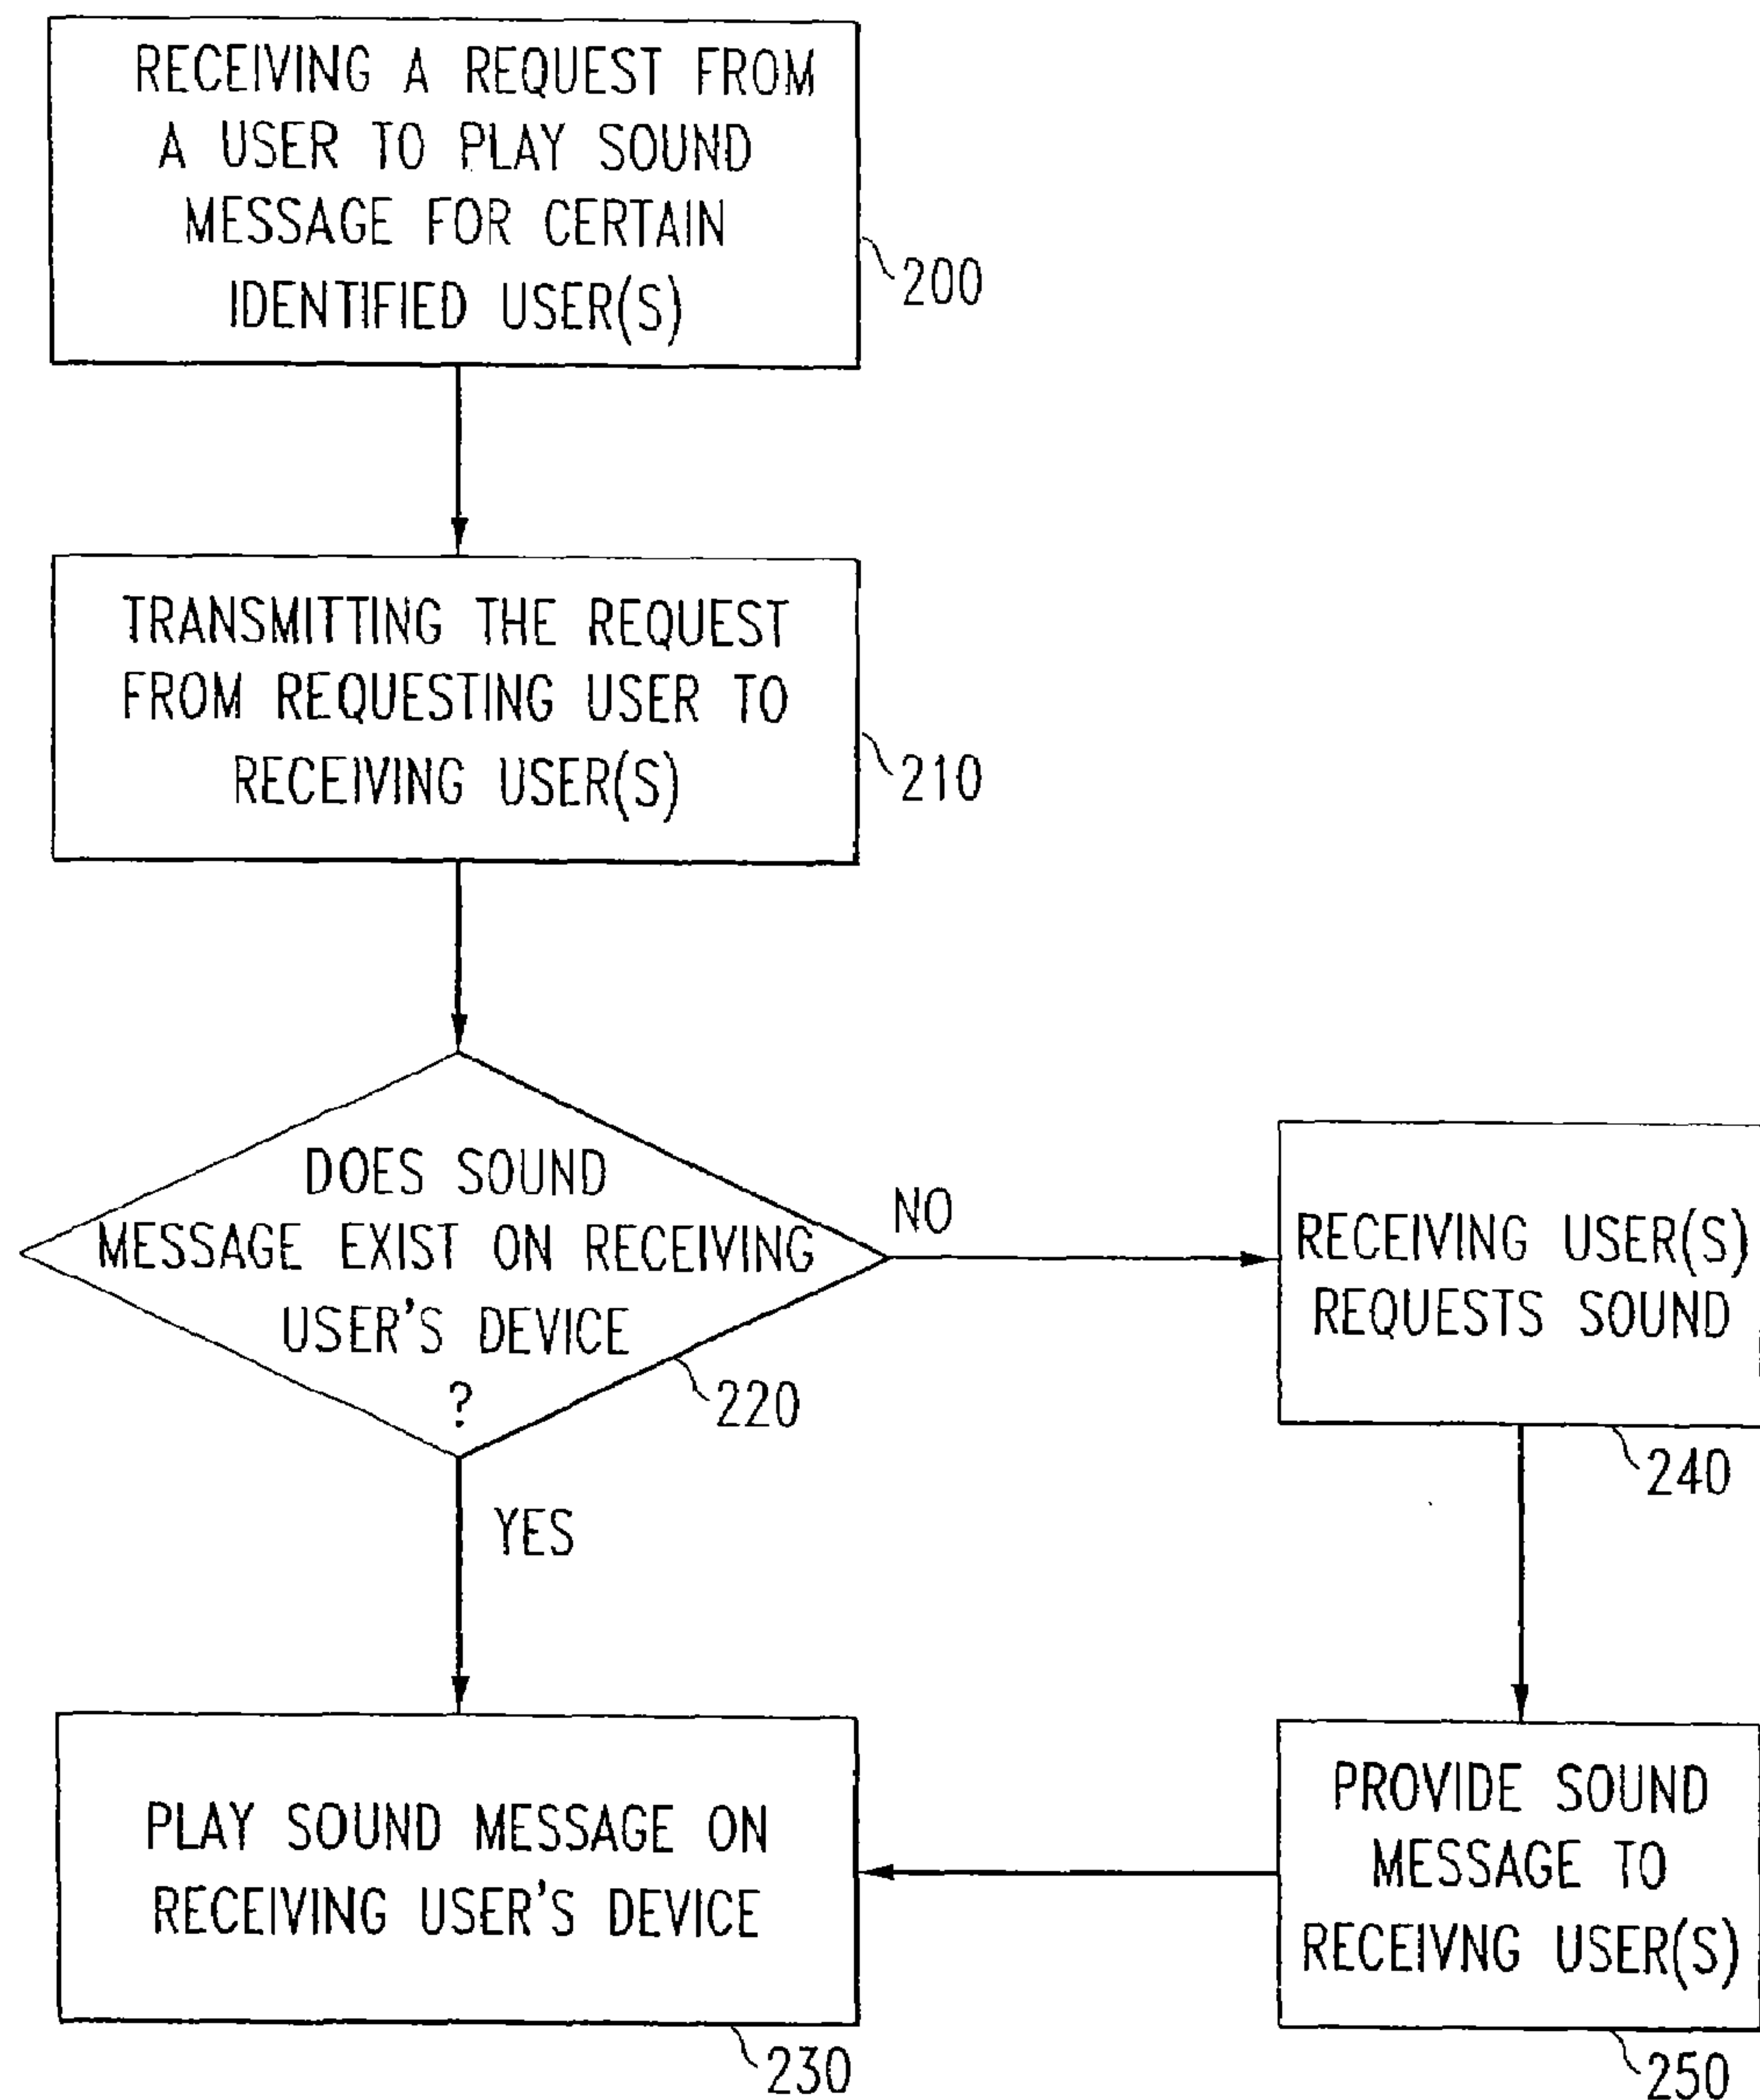 RECEIVING A REQUEST FROM
A USER TO PLAY SOUND
MESSAGE FOR CERTAIN
IDENTIFIED USER(S)
200
TRANSMITTING THE REQUEST
FROM REQUESTING USER TO
RECEIVING USER(S)
210
DOES SOUND
MESSAGE EXIST ON RECEIVING
USER'S DEVICE
?
220
NO
RECEIVING USER(S)
REQUESTS SOUND
240
YES
PLAY SOUND MESSAGE ON
RECEIVING USER'S DEVICE
230
PROVIDE SOUND
MESSAGE TO
RECEIVNG USER(S)
250